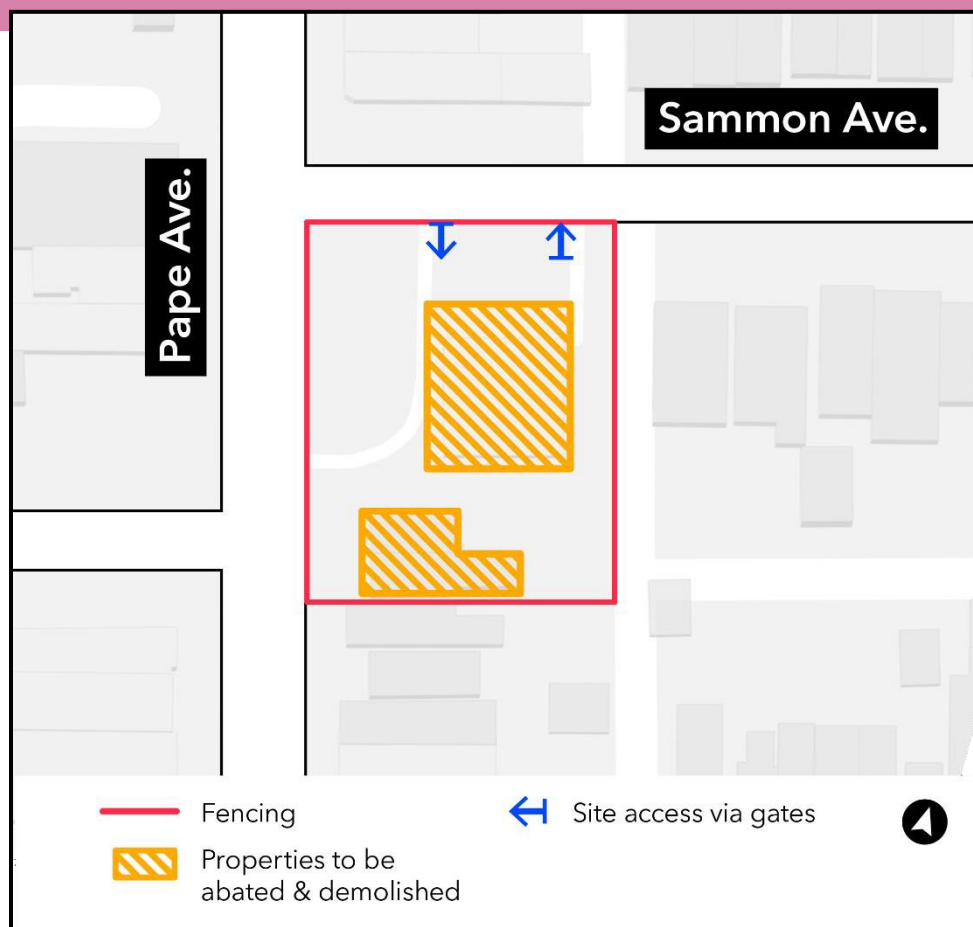 Sammon Ave.
Pape Ave.
Fencing
Site access via gates
Properties to be
abated & demolished